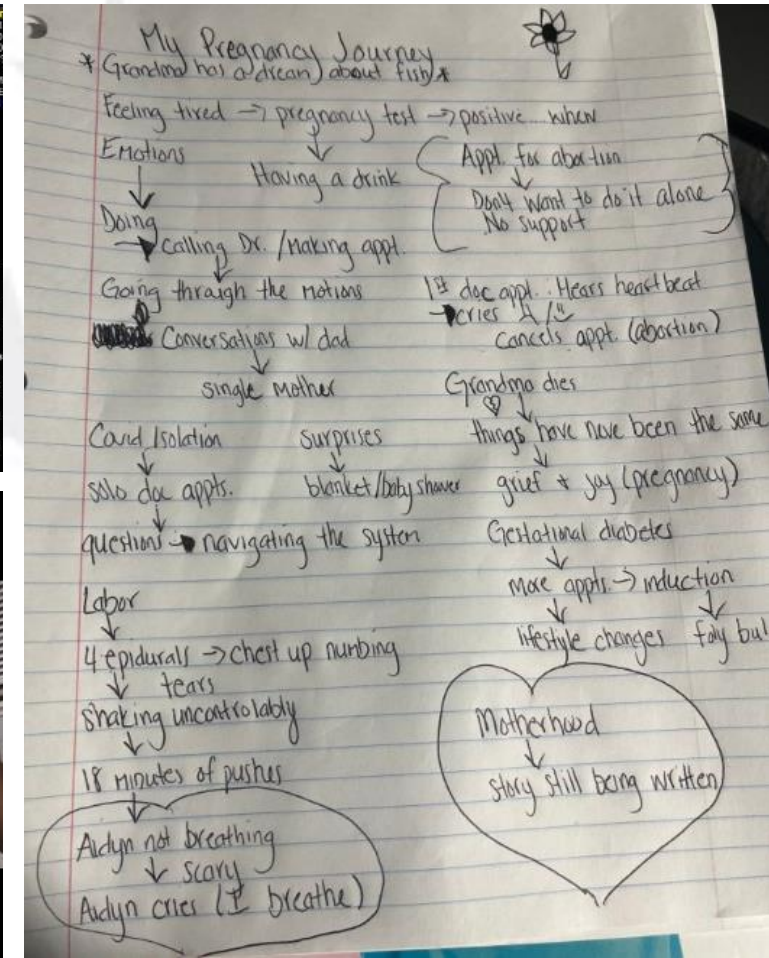 My Pregnancy Journey
* Grandma has a dream about fish *
Feeling tired → pregnancy test → positive when
Emotions
Having a drink
Appt. for abortion
Don't want to do it alone
No support
Doing
→ calling Dr. / Making appt.
Going through the motions
Conversations w/ dad
single mother
1st doc appt. : Hears heartbeat
→ cries
cancels appt (abortion)
Grandma dies
things have neve been the same
grief + joy (pregnancy)
Covid Isolation
solo doc appts.
questions → navigating the system
surprises
blanket/baby shower
Gestational diabetes
more appts. → induction
lifestyle changes
Labor
4 epidurals → chest up numbing
tears
shaking uncontrolably
18 minutes of pushes
Aidyn not breathing
scary
Aidyn cries (I breathe)
Motherhood
story still being written